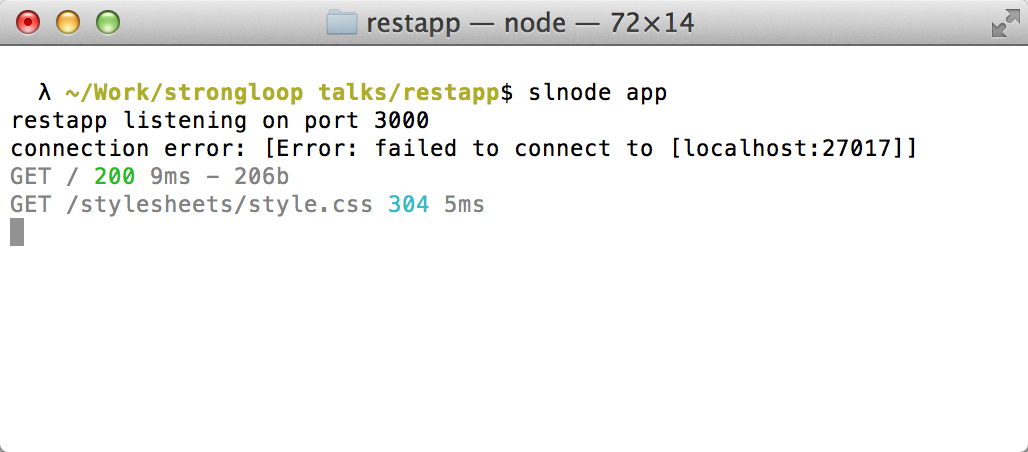 restapp — node — 72×14
λ ~/Work/strongloop talks/restapp$ slnode app
restapp listening on port 3000
connection error: [Error: failed to connect to [localhost:27017]]
GET / 200 9ms - 206b
GET /stylesheets/style.css 304 5ms